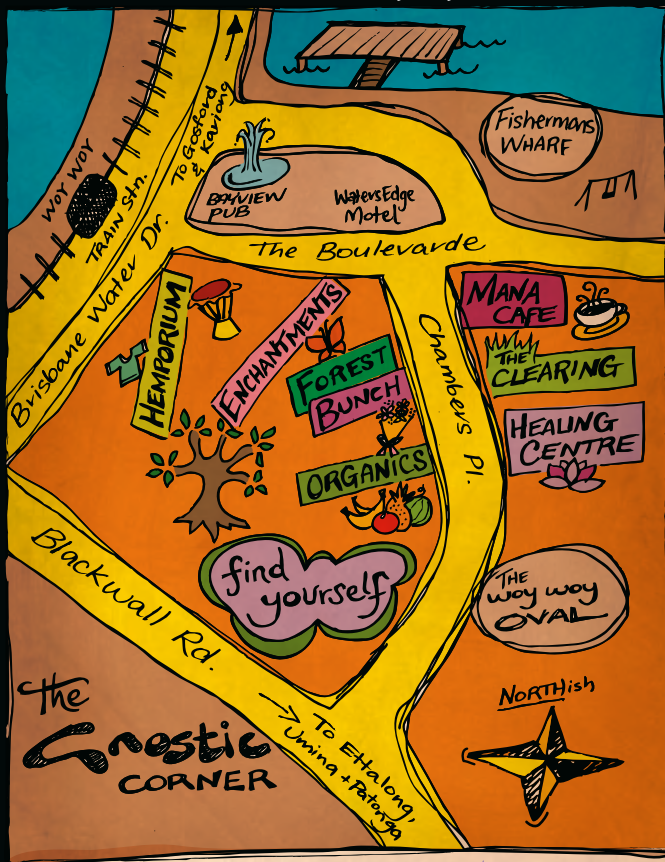 To Gosford
& Kariong
Fishermans
WHARF
WOY WOY
TRAIN Stn.
BAYVIEW
PUB
WatersEdge
Motel
The Boulevarde
Brisbane Water Dr.
HEMPORIUM
ENCHANTMENTS
FOREST
BUNCH
ORGANICS
Chambers Pl.
MANA
CAFE
THE
CLEARING
HEALING
CENTRE
find
yourself
THE
WOY WOY
OVAL
Blackwall Rd.
The
Gnostic
CORNER
To Ettalong,
Umina + Patonga
NORTHish